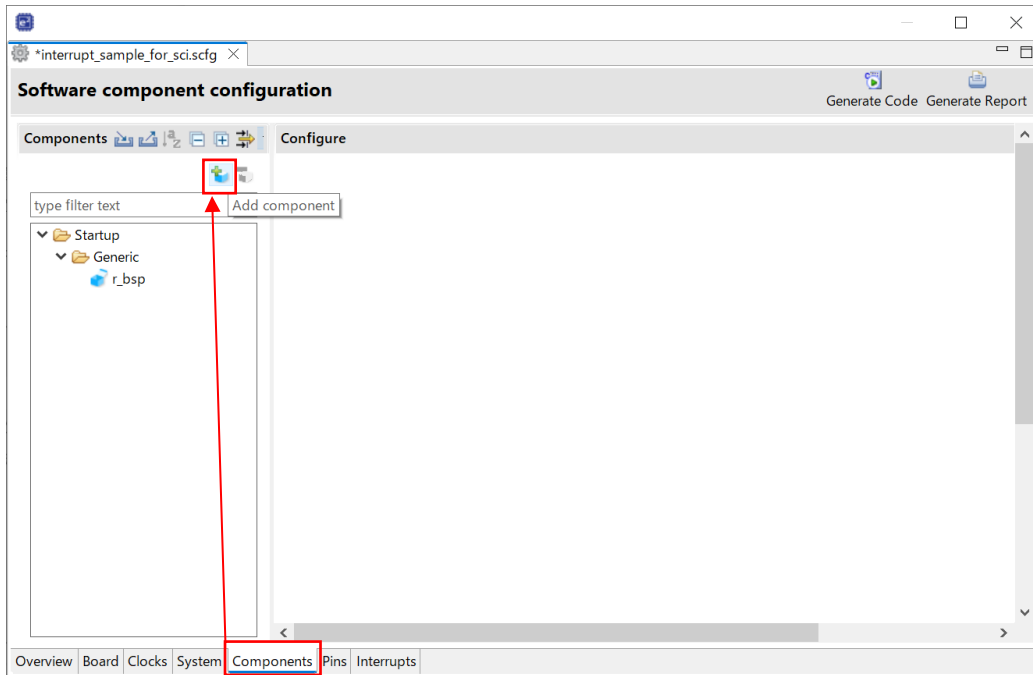 *interrupt_sample_for_sci.scfg
Software component configuration
Generate Code Generate Report
Components
Configure
type filter text
Add component
Startup
Generic
r_bsp
Overview Board Clocks System Components Pins Interrupts